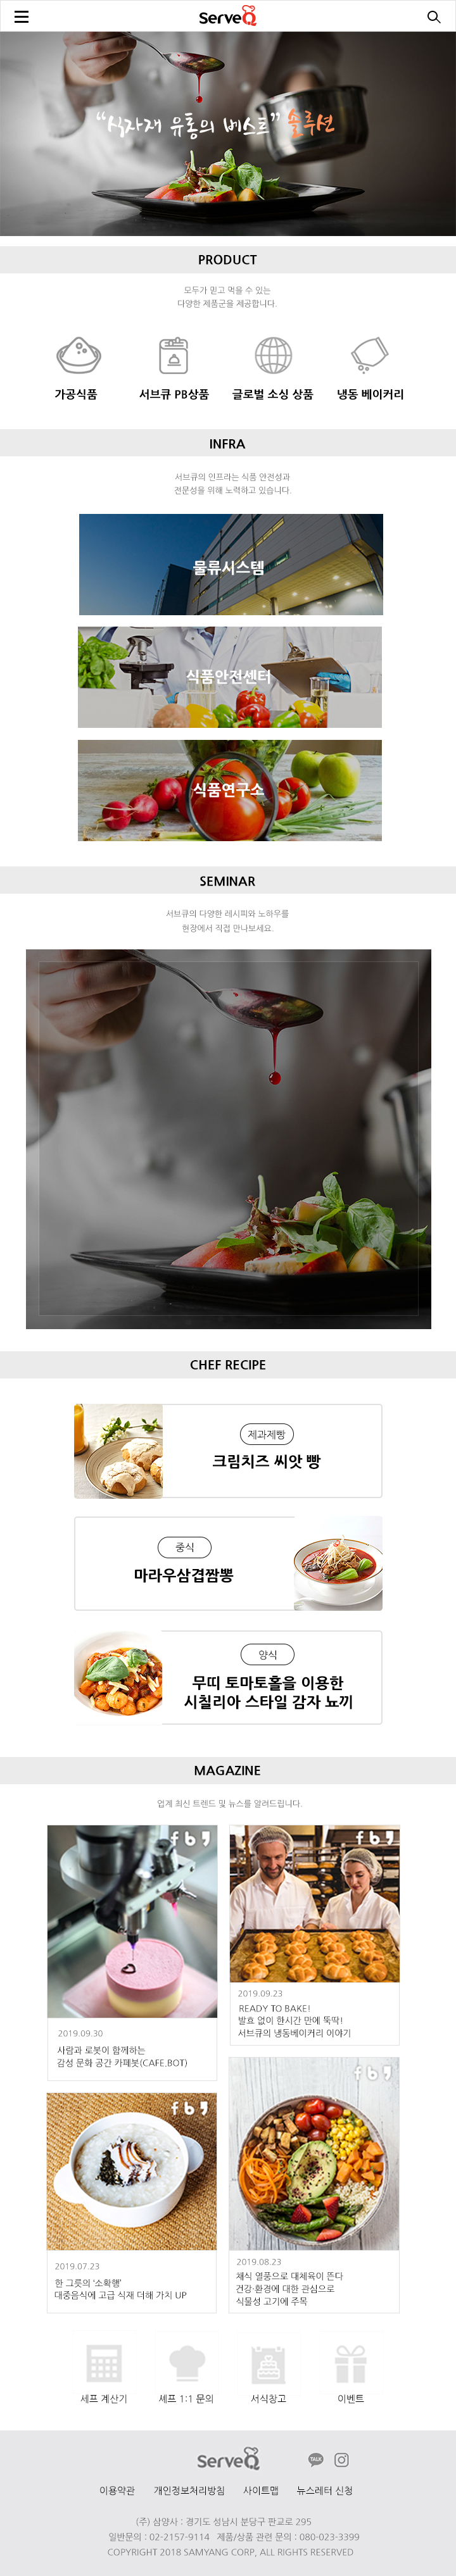 ServeQ
“식자재 유통의 베스트” 솔루션
PRODUCT
모두가 믿고 먹을 수 있는
다양한 제품군을 제공합니다.
가공식품
서브큐 PB상품
글로벌 소싱 상품
냉동 베이커리
INFRA
서브큐의 인프라는 식품 안전성과
전문성을 위해 노력하고 있습니다.
물류시스템
식품안전센터
식품연구소
SEMINAR
서브큐의 다양한 레시피와 노하우를
현장에서 직접 만나보세요.
CHEF RECIPE
제과제빵
크림치즈 씨앗 빵
중식
마라우삼겹짬뽕
양식
무띠 토마토홀을 이용한
시칠리아 스타일 감자 뇨끼
MAGAZINE
업계 최신 트렌드 및 뉴스를 알려드립니다.
fb
2019.09.30
사람과 로봇이 함께하는
감성 문화 공간 카페봇(CAFE.BOT)
fb
2019.09.23
READY TO BAKE!
발효 없이 한시간 만에 뚝딱!
서브큐의 냉동베이커리 이야기
fb
2019.07.23
한 그릇의 '소확행'
대중음식에 고급 식재 더해 가치 UP
fb
2019.08.23
채식 열풍으로 대체육이 뜬다
건강·환경에 대한 관심으로
식물성 고기에 주목
셰프 계산기
셰프 1:1 문의
서식창고
이벤트
ServeQ
TALK
이용약관
개인정보처리방침
사이트맵
뉴스레터 신청
(주) 삼양사 : 경기도 성남시 분당구 판교로 295
일반문의 : 02-2157-9114 제품/상품 관련 문의 : 080-023-3399
COPYRIGHT 2018 SAMYANG CORP, ALL RIGHTS RESERVED